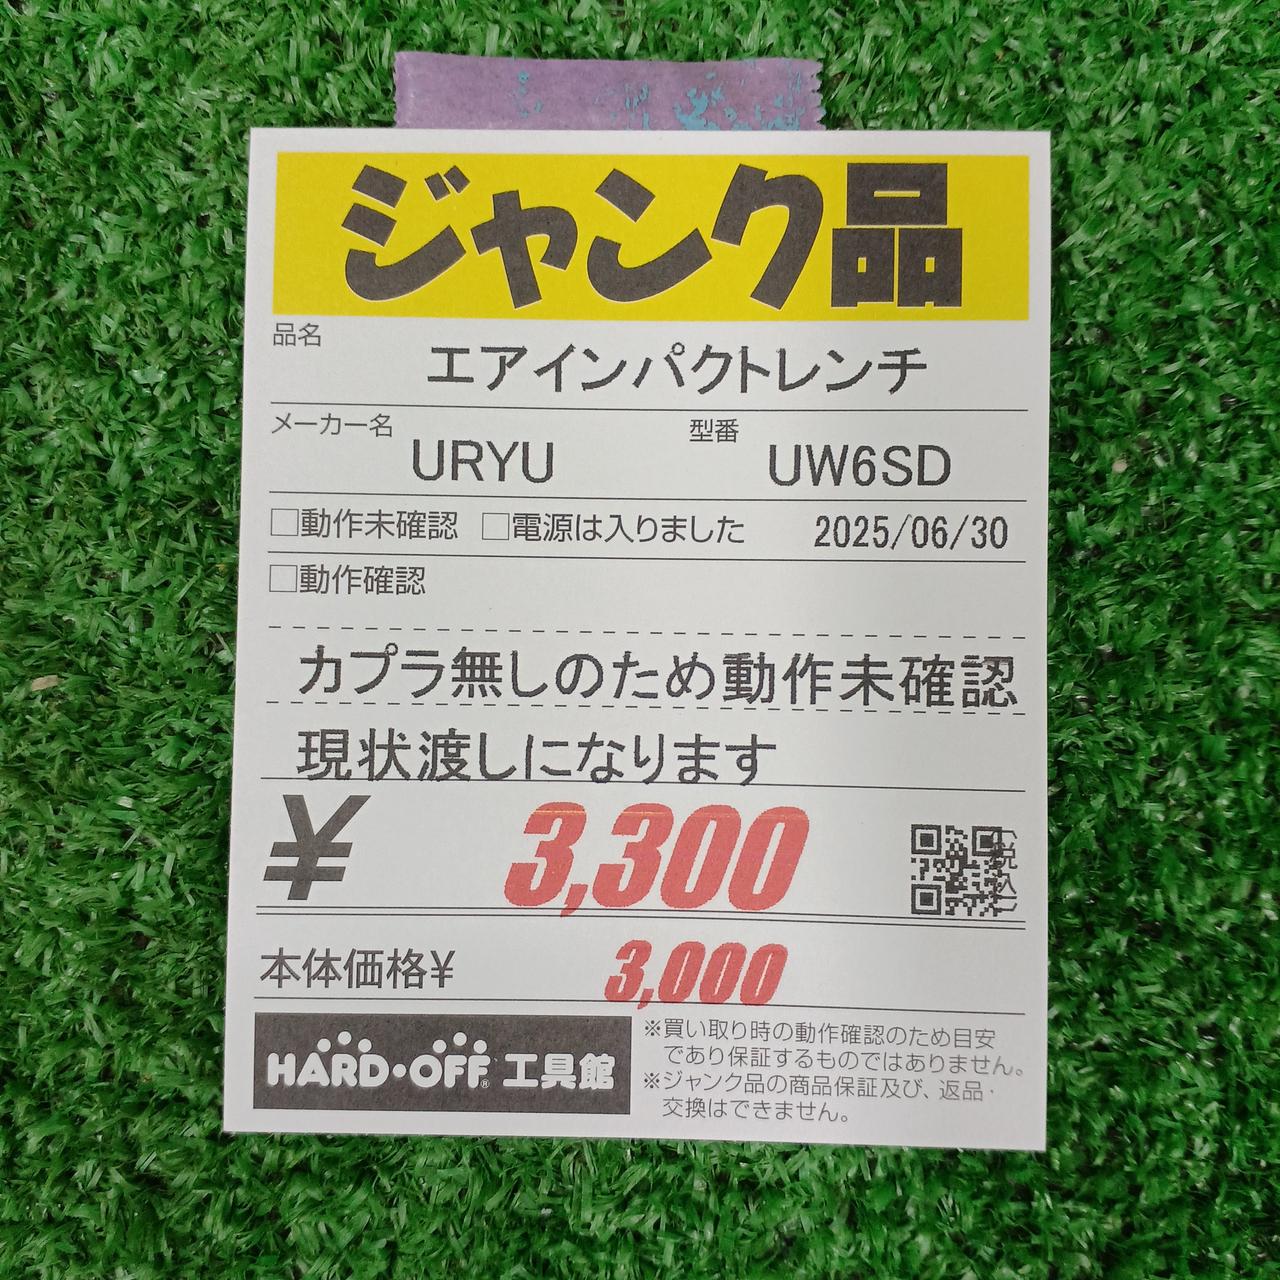 ジャンク品
品名
エアインパクトレンチ
メーカー名 URYU 型番 UW6SD
□動作未確認 □電源は入りました 2025/06/30
□動作確認
カプラ無しのため動作未確認
現状渡しになります
¥ 3,300 (税込)
本体価格¥ 3,000
HARD・OFF® 工具館
※買い取り時の動作確認のため目安
であり保証するものではありません。
※ジャンク品の商品保証及び、返品・
交換はできません。